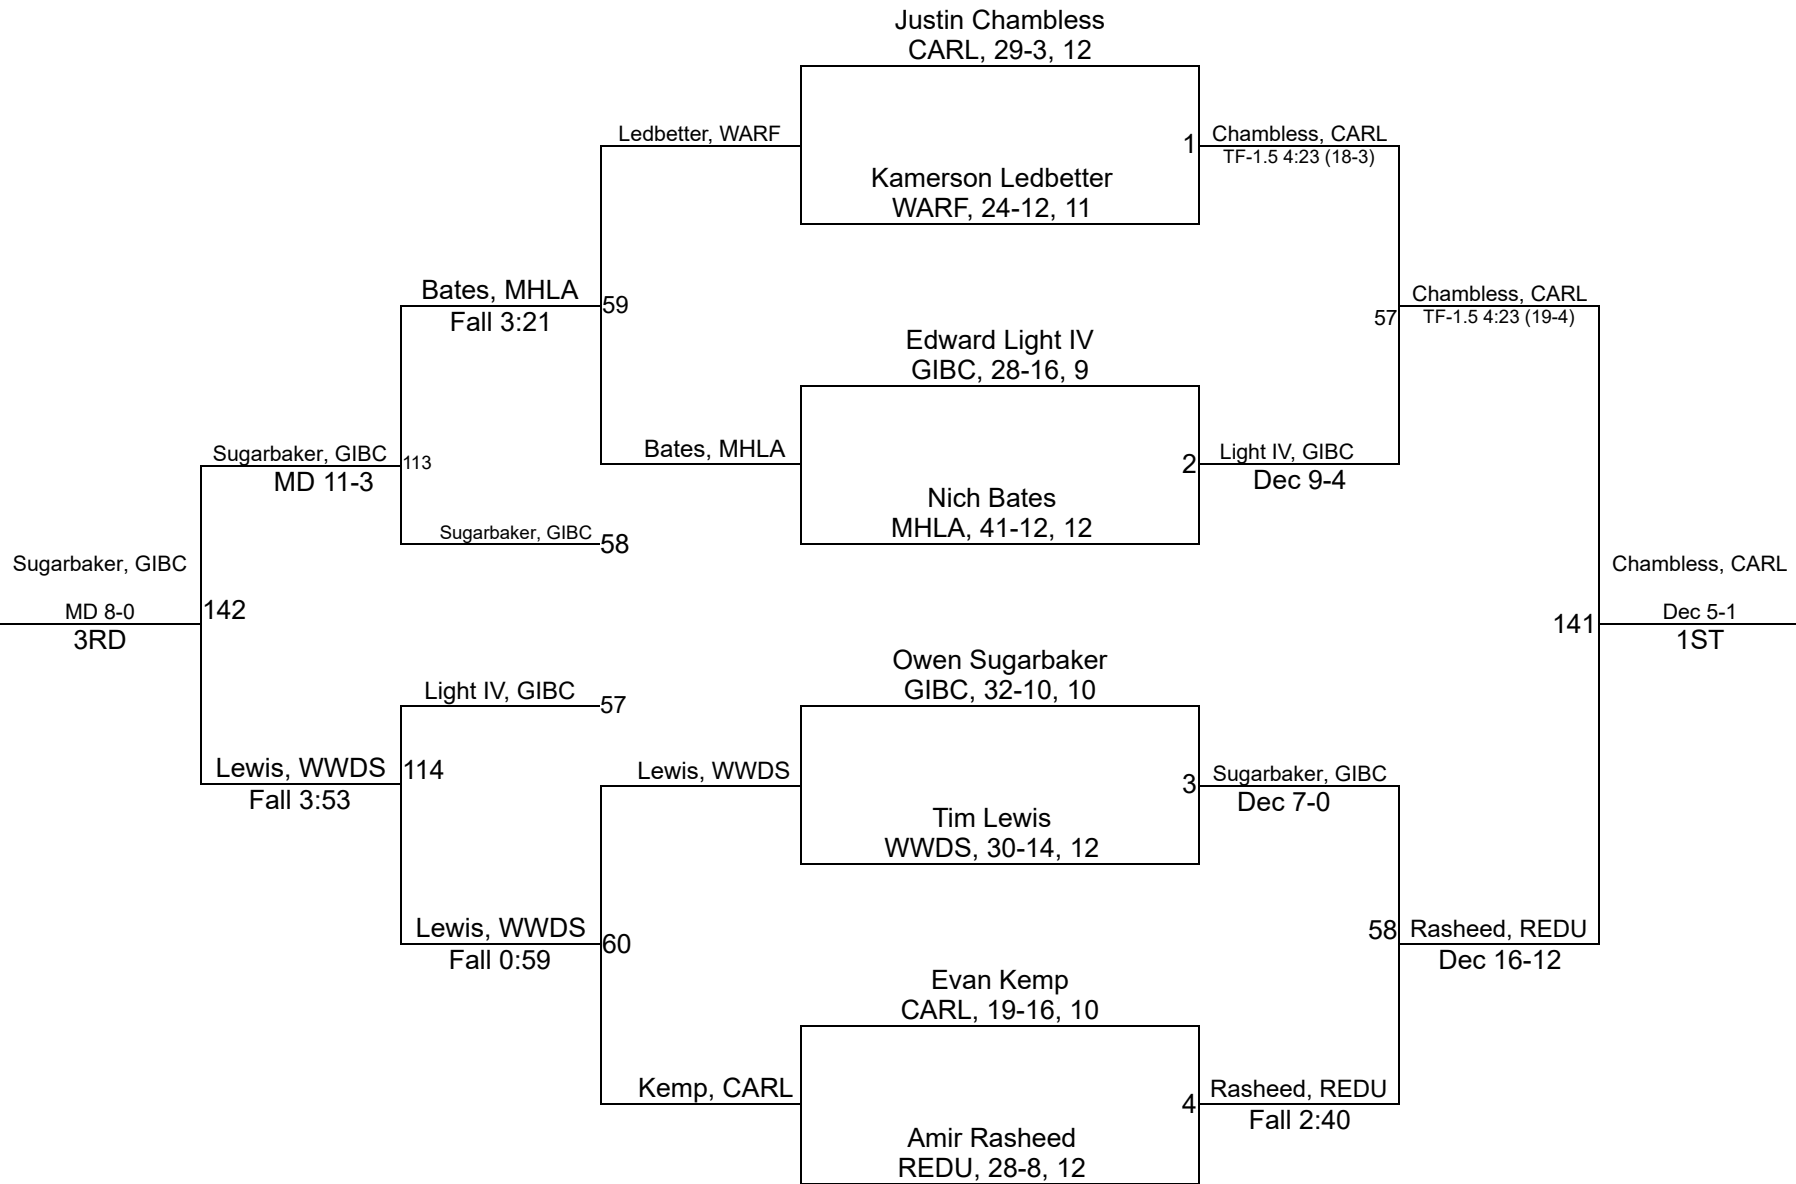 Justin Chambless
CARL, 29-3, 12
Ledbetter, WARF
1
Chambless, CARL
TF-1.5 4:23 (18-3)
Kamerson Ledbetter
WARF, 24-12, 11
Bates, MHLA
Fall 3:21
59
57
Chambless, CARL
TF-1.5 4:23 (19-4)
Edward Light IV
GIBC, 28-16, 9
Sugarbaker, GIBC
MD 11-3
113
Bates, MHLA
2
Light IV, GIBC
Dec 9-4
Nich Bates
MHLA, 41-12, 12
Sugarbaker, GIBC
58
Sugarbaker, GIBC
MD 8-0
3RD
142
141
Chambless, CARL
Dec 5-1
1ST
Owen Sugarbaker
GIBC, 32-10, 10
Light IV, GIBC
57
Lewis, WWDS
Fall 3:53
114
Lewis, WWDS
3
Sugarbaker, GIBC
Dec 7-0
Tim Lewis
WWDS, 30-14, 12
Lewis, WWDS
Fall 0:59
60
58
Rasheed, REDU
Dec 16-12
Evan Kemp
CARL, 19-16, 10
Kemp, CARL
4
Rasheed, REDU
Fall 2:40
Amir Rasheed
REDU, 28-8, 12